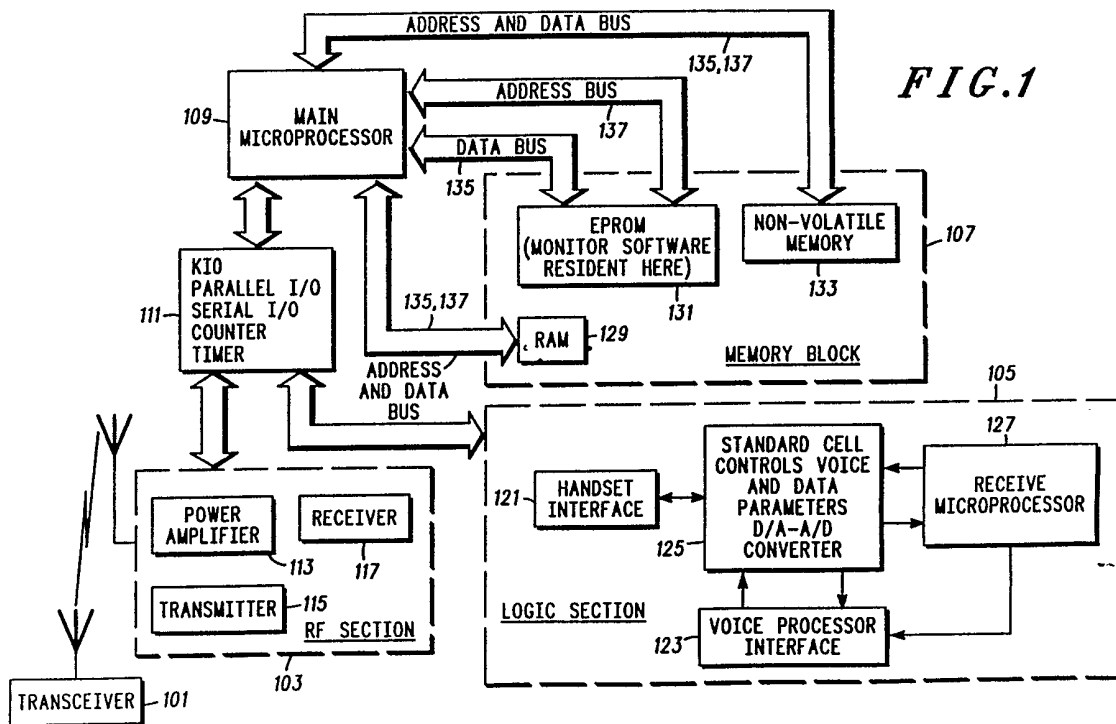 ADDRESS AND DATA BUS
135,137
FIG.1
109
MAIN
MICROPROCESSOR
ADDRESS BUS
137
DATA BUS
135
EPROM
(MONITOR SOFTWARE
RESIDENT HERE)
131
NON-VOLATILE
MEMORY
133
107
111
KIO
PARALLEL I/O
SERIAL I/O
COUNTER
TIMER
135,137
RAM
129
MEMORY BLOCK
ADDRESS
AND DATA
BUS
105
127
121
HANDSET
INTERFACE
STANDARD CELL
CONTROLS VOICE
AND DATA
PARAMETERS
D/A-A/D
CONVERTER
125
RECEIVE
MICROPROCESSOR
POWER
AMPLIFIER
113
RECEIVER
117
TRANSMITTER
115
RF SECTION
103
LOGIC SECTION
123
VOICE PROCESSOR
INTERFACE
TRANSCEIVER
101